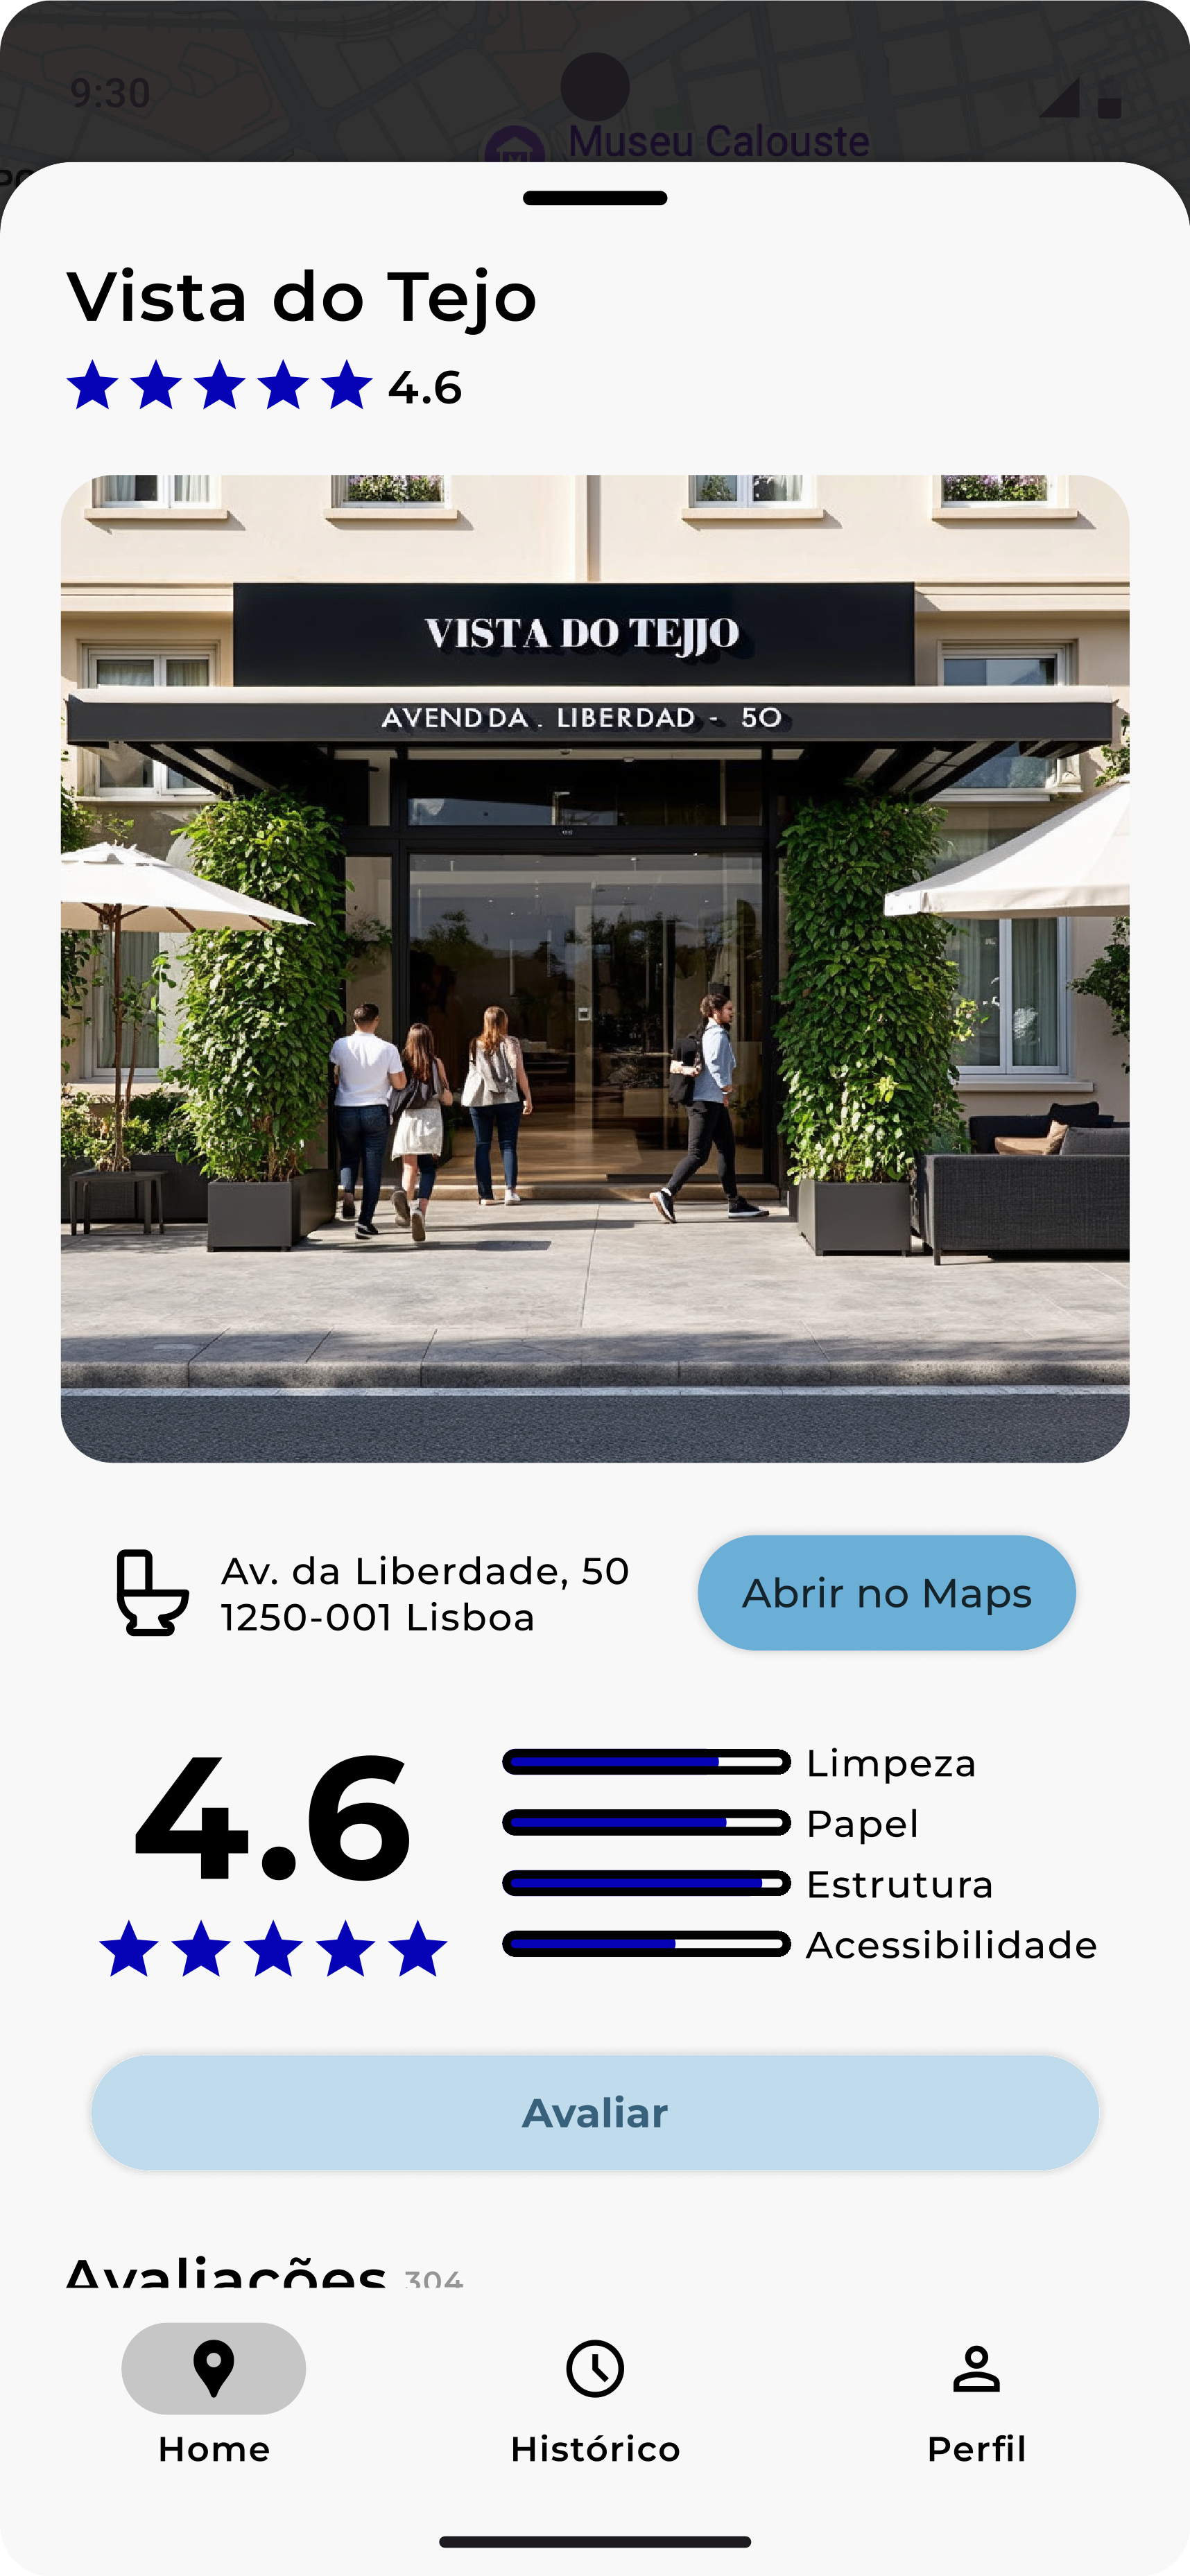 9:30
Museu Calouste
Vista do Tejo
4.6
VISTA DO TEJJO
AVENDDA . LIBERDAD - 50
Av. da Liberdade, 50
1250-001 Lisboa
Abrir no Maps
4.6
Limpeza
Papel
Estrutura
Acessibilidade
Avaliar
Avaliações 304
Home
Histórico
Perfil